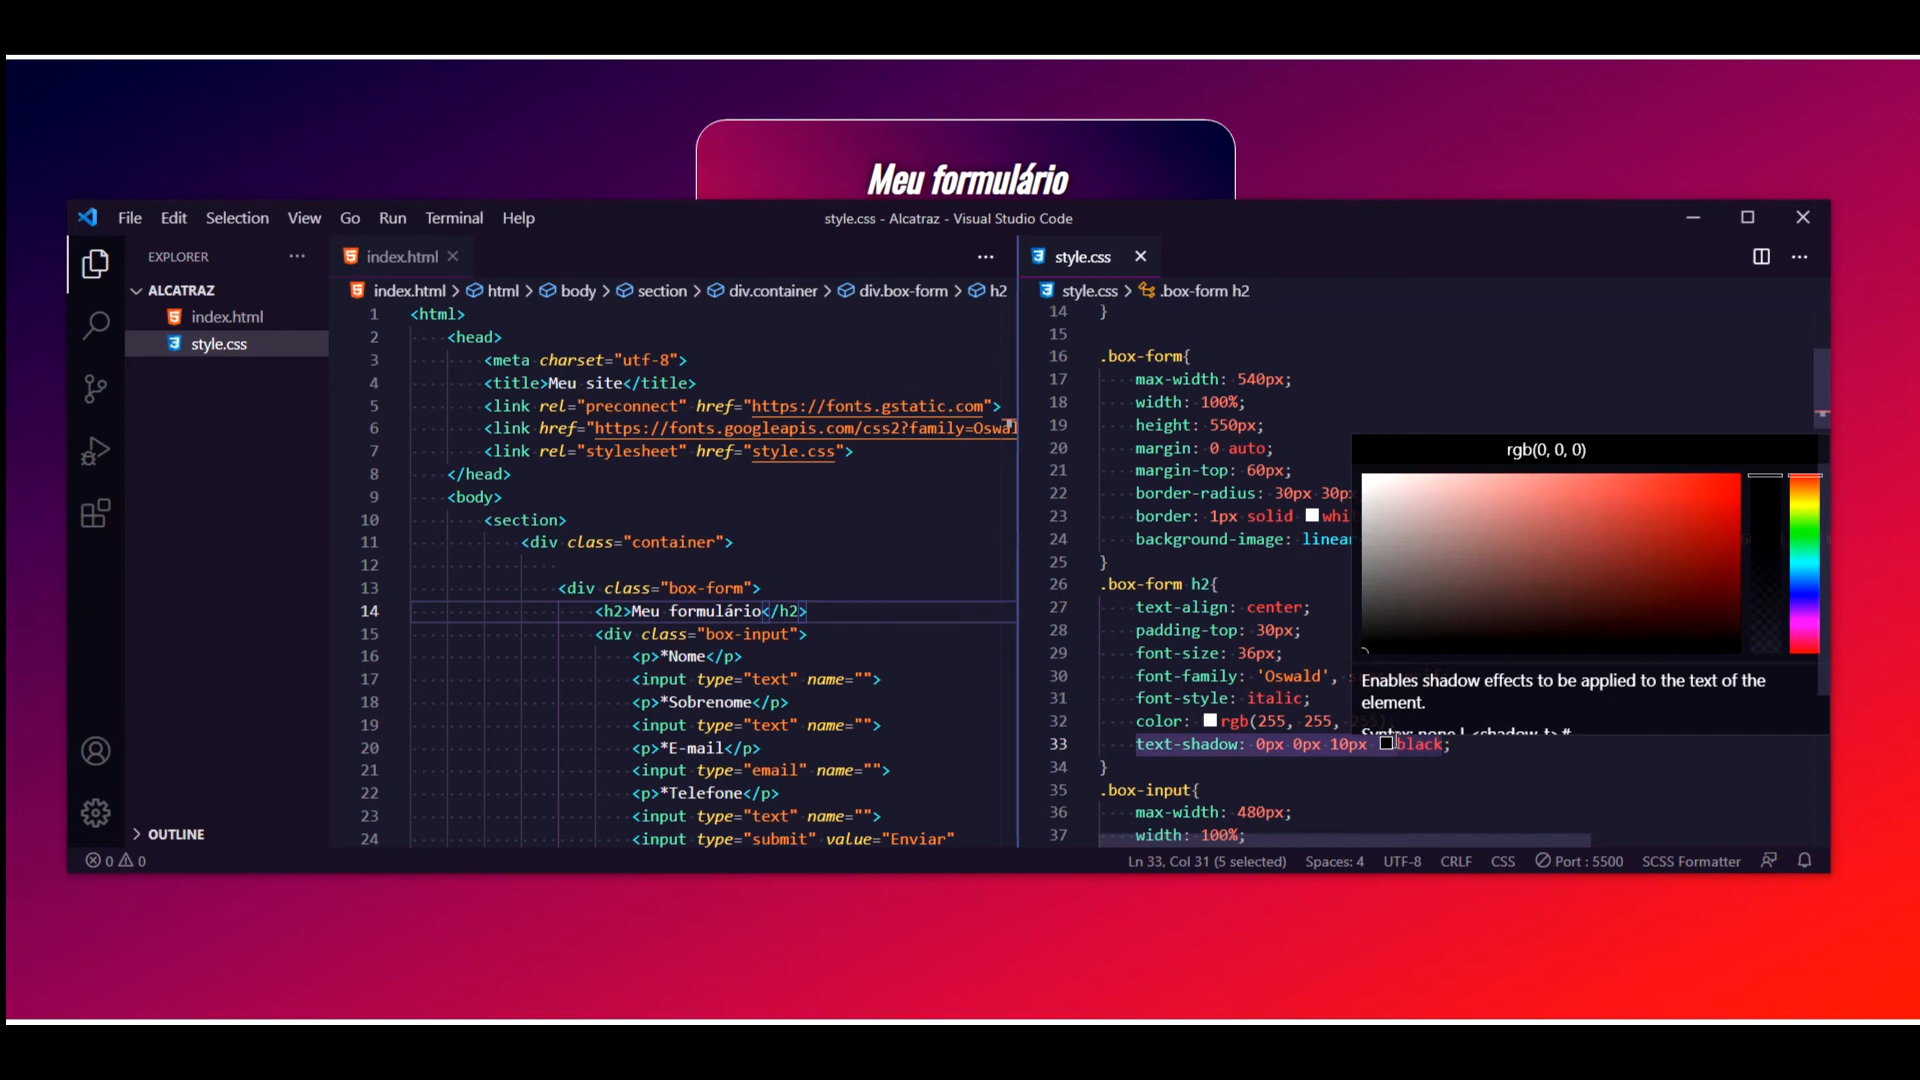 Meu formulário
File Edit Selection View Go Run Terminal Help
style.css - Alcatraz - Visual Studio Code
EXPLORER ···
ALCATRAZ
index.html
style.css
OUTLINE
index.html
···
index.html > html > body > section > div.container > div.box-form > h2
1 <html>
2 <head>
3 <meta charset="utf-8">
4 <title>Meu site</title>
5 <link rel="preconnect" href="https://fonts.gstatic.com">
6 <link href="https://fonts.googleapis.com/css2?family=Oswal
7 <link rel="stylesheet" href="style.css">
8 </head>
9 <body>
10 <section>
11 <div class="container">
12
13 <div class="box-form">
14 <h2>Meu formulário</h2>
15 <div class="box-input">
16 <p>*Nome</p>
17 <input type="text" name="">
18 <p>*Sobrenome</p>
19 <input type="text" name="">
20 <p>*E-mail</p>
21 <input type="email" name="">
22 <p>*Telefone</p>
23 <input type="text" name="">
24 <input type="submit" value="Enviar"
style.css
···
style.css > .box-form h2
14 }
15
16 .box-form{
17 max-width: 540px;
18 width: 100%;
19 height: 550px;
20 margin: 0 auto;
21 margin-top: 60px;
22 border-radius: 30px 30p
23 border: 1px solid whi
24 background-image: linear
25 }
26 .box-form h2{
27 text-align: center;
28 padding-top: 30px;
29 font-size: 36px;
30 font-family: 'Oswald',
31 font-style: italic;
32 color: rgb(255, 255, 255);
33 text-shadow: 0px 0px 10px black;
34 }
35 .box-input{
36 max-width: 480px;
37 width: 100%;
rgb(0, 0, 0)
Enables shadow effects to be applied to the text of the
element.
Syntax: none | <shadow-t>#
0 0
Ln 33, Col 31 (5 selected) Spaces: 4 UTF-8 CRLF CSS Port : 5500 SCSS Formatter